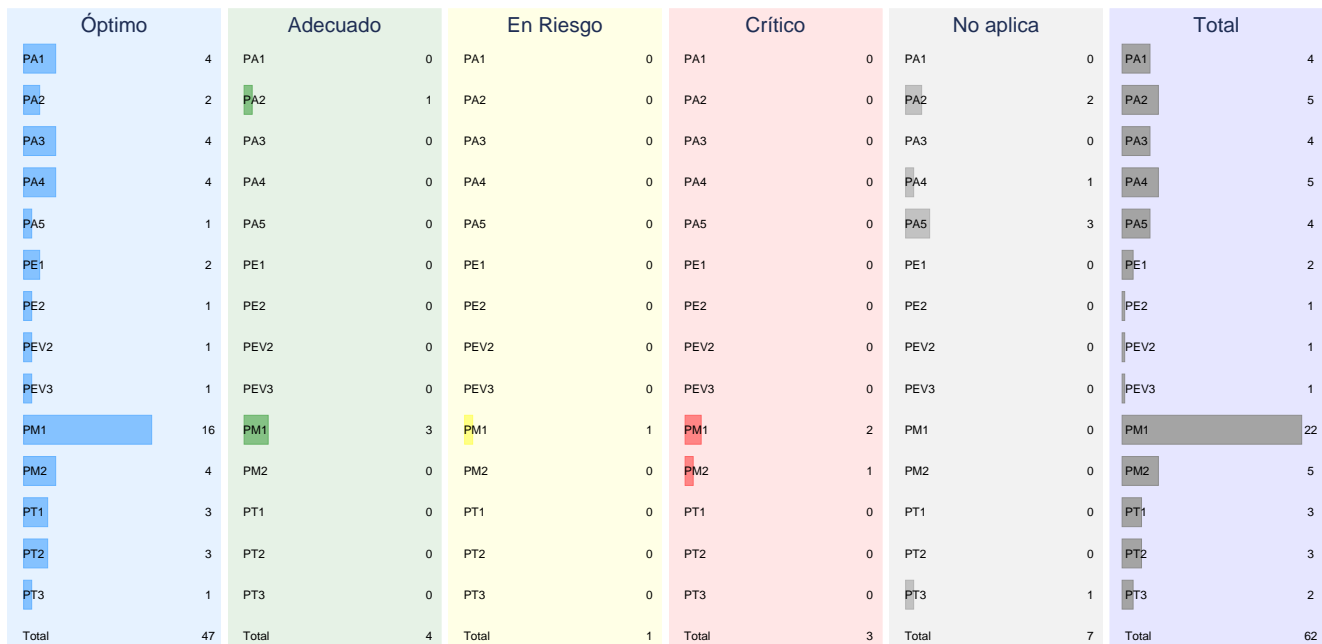 Óptimo Adecuado En Riesgo Crítico No aplica Total
PA1 4 PA1 0 PA1 0 PA1 0 PA1 0 PA1 4
PA2 2 PA2 1 PA2 0 PA2 0 PA2 2 PA2 5
PA3 4 PA3 0 PA3 0 PA3 0 PA3 0 PA3 4
PA4 4 PA4 0 PA4 0 PA4 0 PA4 1 PA4 5
PA5 1 PA5 0 PA5 0 PA5 0 PA5 3 PA5 4
PE1 2 PE1 0 PE1 0 PE1 0 PE1 0 PE1 2
PE2 1 PE2 0 PE2 0 PE2 0 PE2 0 PE2 1
PEV2 1 PEV2 0 PEV2 0 PEV2 0 PEV2 0 PEV2 1
PEV3 1 PEV3 0 PEV3 0 PEV3 0 PEV3 0 PEV3 1
PM1 16 PM1 3 PM1 1 PM1 2 PM1 0 PM1 22
PM2 4 PM2 0 PM2 0 PM2 1 PM2 0 PM2 5
PT1 3 PT1 0 PT1 0 PT1 0 PT1 0 PT1 3
PT2 3 PT2 0 PT2 0 PT2 0 PT2 0 PT2 3
PT3 1 PT3 0 PT3 0 PT3 0 PT3 1 PT3 2
Total 47 Total 4 Total 1 Total 3 Total 7 Total 62